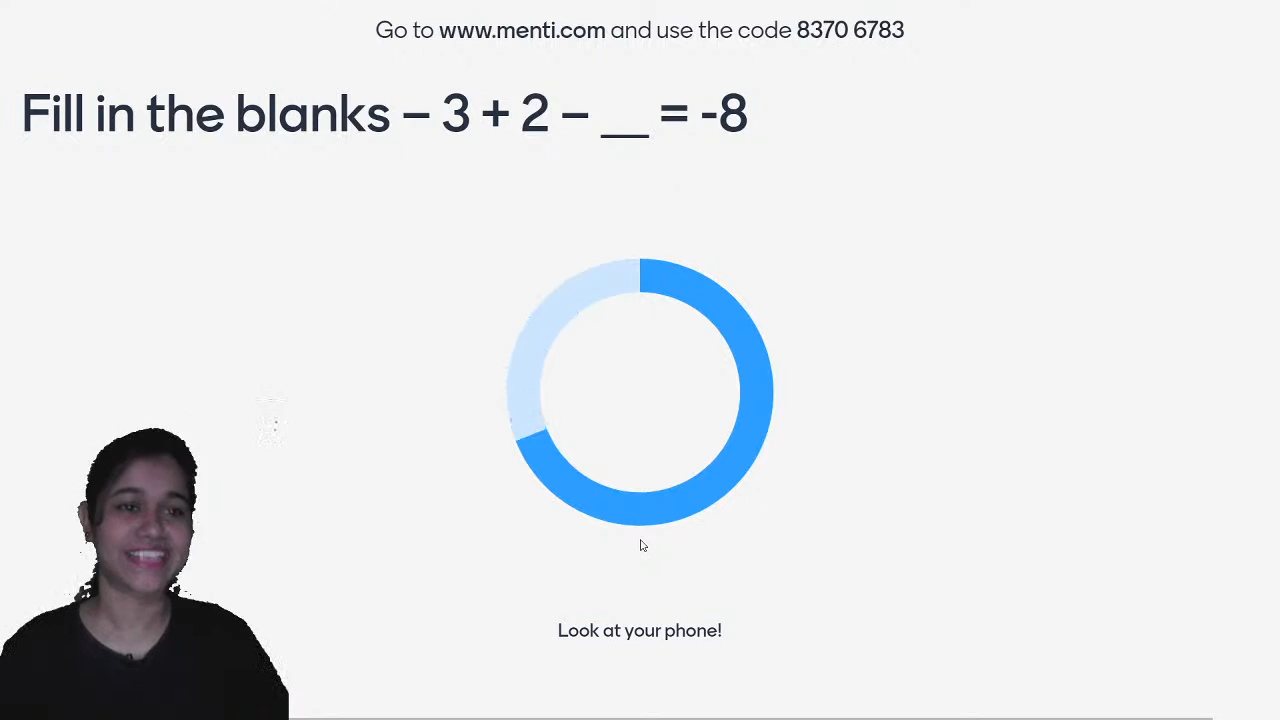 Go to www.menti.com and use the code 8370 6783
Fill in the blanks – 3 + 2 – __ = -8
Look at your phone!